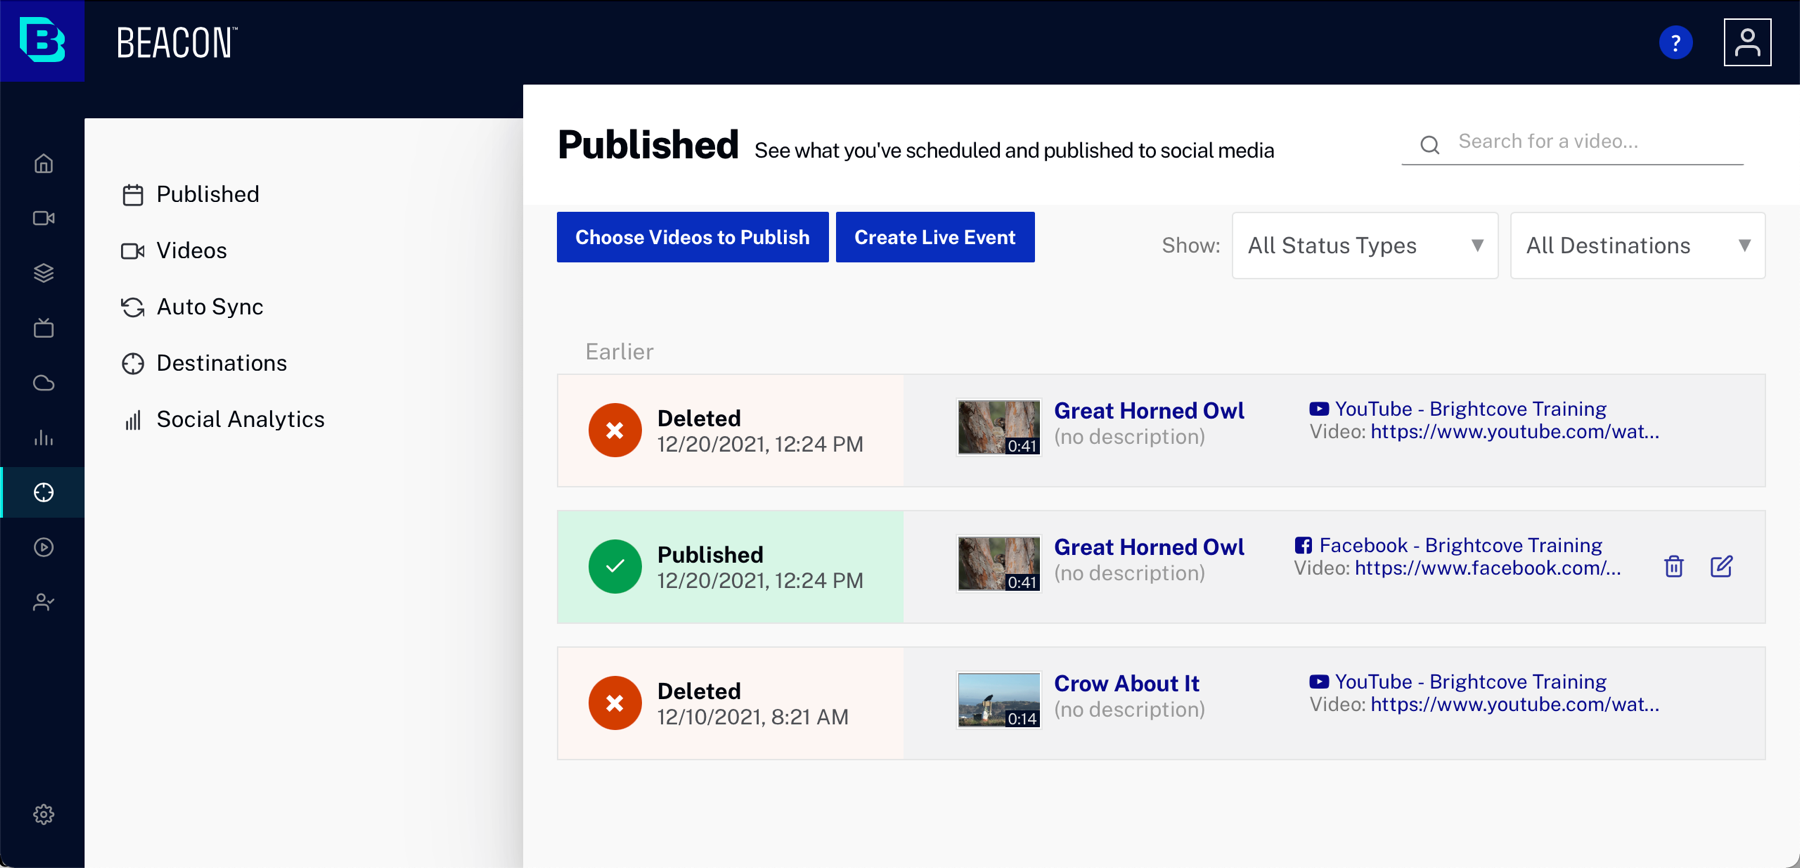 BEACON™
?
Published
Videos
Auto Sync
Destinations
Social Analytics
Published See what you've scheduled and published to social media
Search for a video...
Choose Videos to Publish
Create Live Event
Show:
All Status Types
All Destinations
Earlier
Deleted
12/20/2021, 12:24 PM
0:41
Great Horned Owl
(no description)
YouTube - Brightcove Training
Video: https://www.youtube.com/wat...
Published
12/20/2021, 12:24 PM
0:41
Great Horned Owl
(no description)
Facebook - Brightcove Training
Video: https://www.facebook.com/...
Deleted
12/10/2021, 8:21 AM
0:14
Crow About It
(no description)
YouTube - Brightcove Training
Video: https://www.youtube.com/wat...